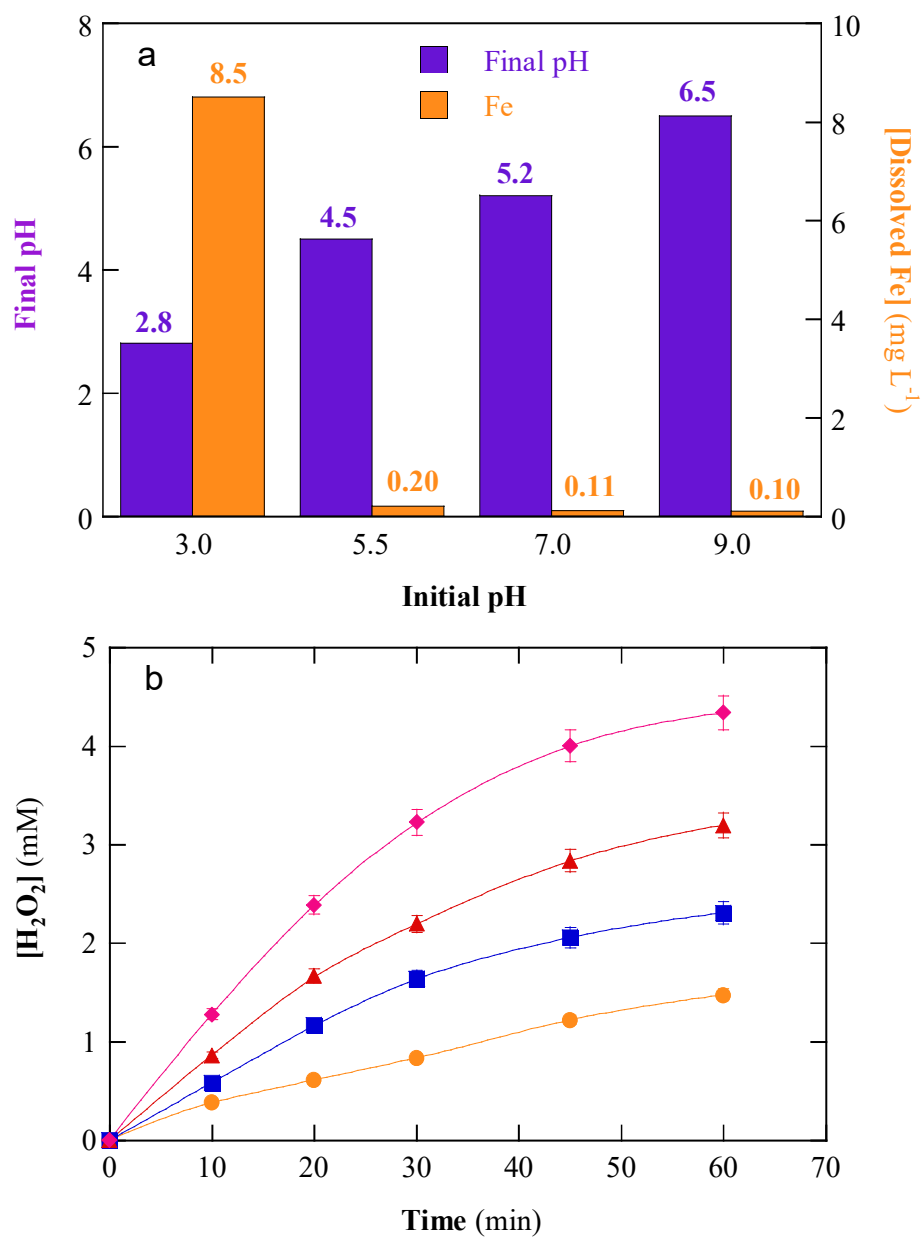 a
Final pH
Fe
8
6
4
2
0
Final pH
10
8
6
4
2
0
[Dissolved Fe] (mg L⁻¹)
2.8
8.5
4.5
0.20
5.2
0.11
6.5
0.10
3.0 5.5 7.0 9.0
Initial pH
b
5
4
3
2
1
0
[H₂O₂] (mM)
0 10 20 30 40 50 60 70
Time (min)